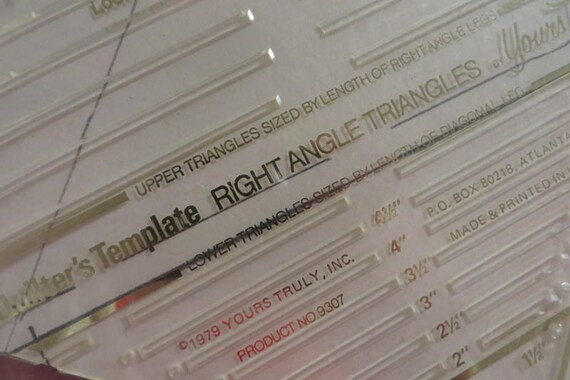 UPPER TRIANGLES SIZED BY LENGTH OF RIGHT ANGLE LEGS
Quilter's Template RIGHT ANGLE TRIANGLES BY Yours
LOWER TRIANGLES SIZED BY LENGTH OF DIAGONAL LEG
P.O. BOX 80218, ATLANTA
MADE & PRINTED IN
4½"
4"
3½"
3"
2½"
2"
1½"
©1979 YOURS TRULY, INC.
PRODUCT NO. 9307